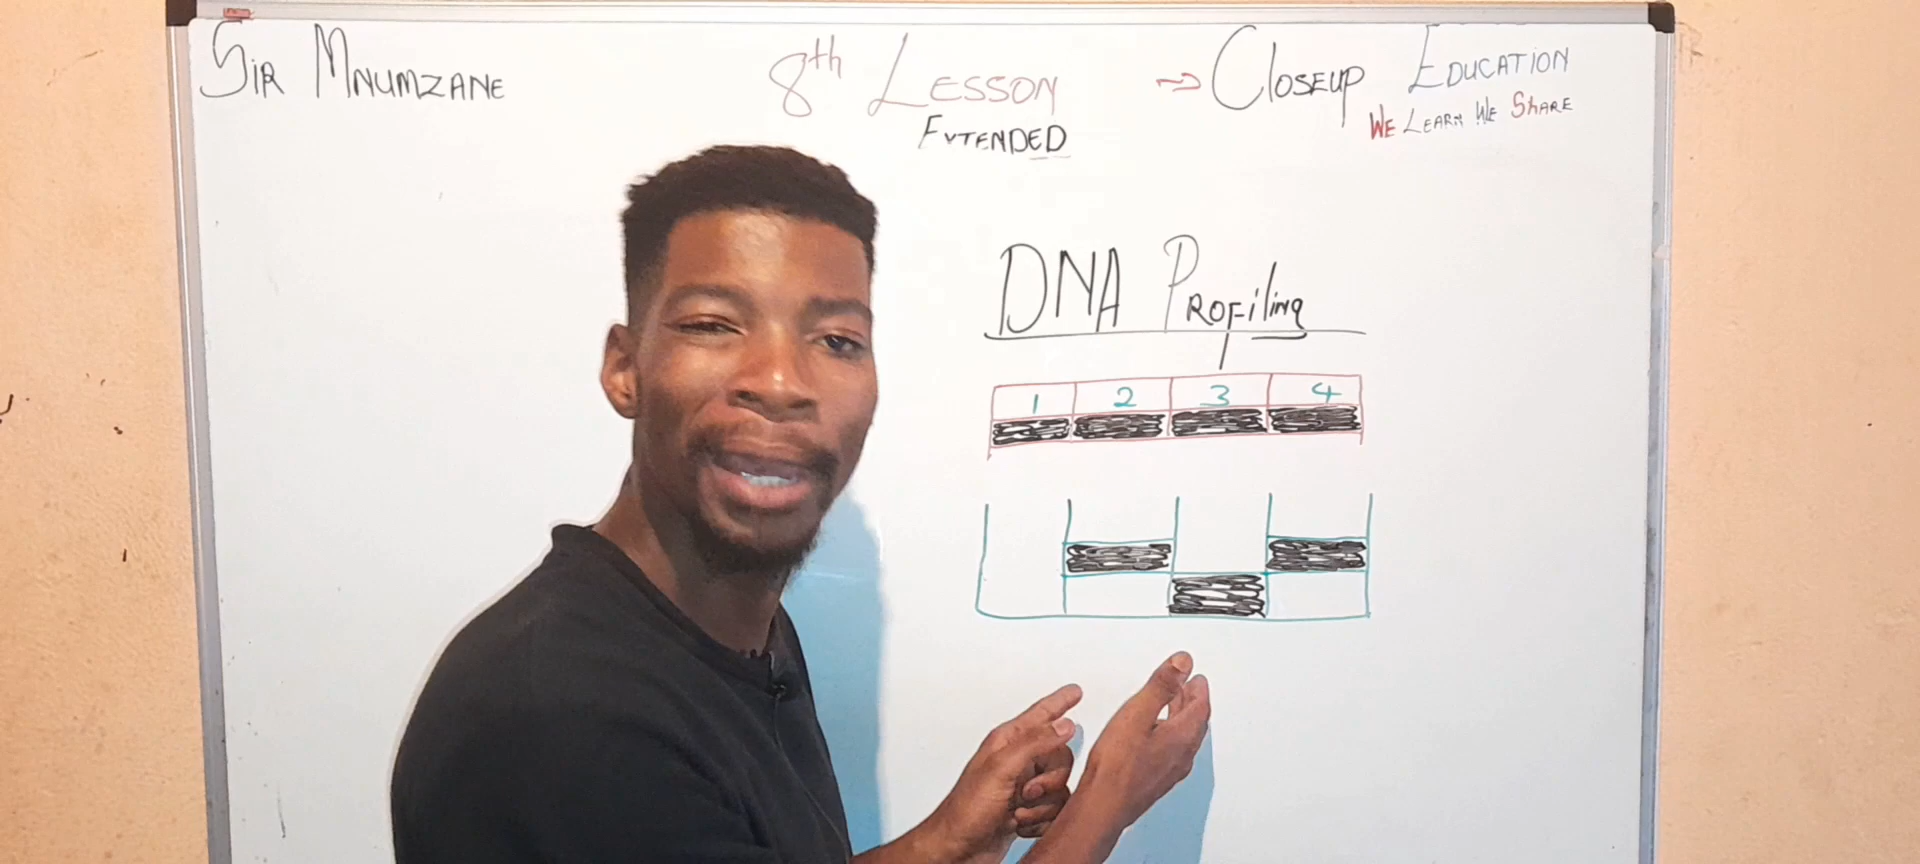 Sir Mnumzane
8th Lesson
Extended
→ Closeup Education
We Learn We Share
DNA Profiling
1 2 3 4